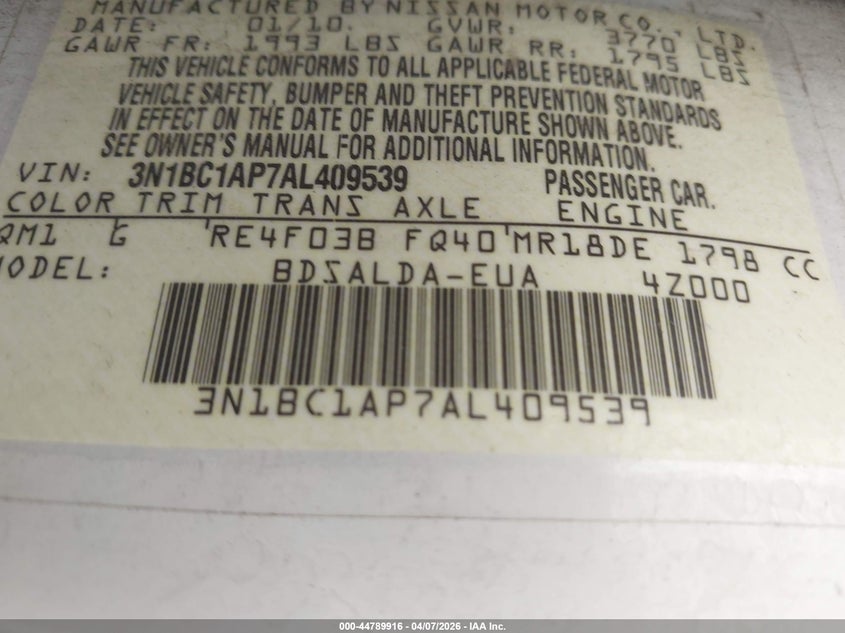 MANUFACTURED BY NISSAN MOTOR CO., LTD.
DATE: 01/10. GVWR: 3770 LBS
GAWR FR: 1993 LBS GAWR RR: 1795 LBS
THIS VEHICLE CONFORMS TO ALL APPLICABLE FEDERAL MOTOR
VEHICLE SAFETY, BUMPER AND THEFT PREVENTION STANDARDS
IN EFFECT ON THE DATE OF MANUFACTURE SHOWN ABOVE.
SEE OWNER'S MANUAL FOR ADDITIONAL INFORMATION.
VIN: 3N1BC1AP7AL409539 PASSENGER CAR.
COLOR TRIM TRANS AXLE ENGINE
QM1 G RE4F03B FQ40 MR18DE 1798 CC
MODEL: BDSALDA-EUA 4Z000
3N1BC1AP7AL409539
000-44789916 - 04/07/2026 - IAA Inc.